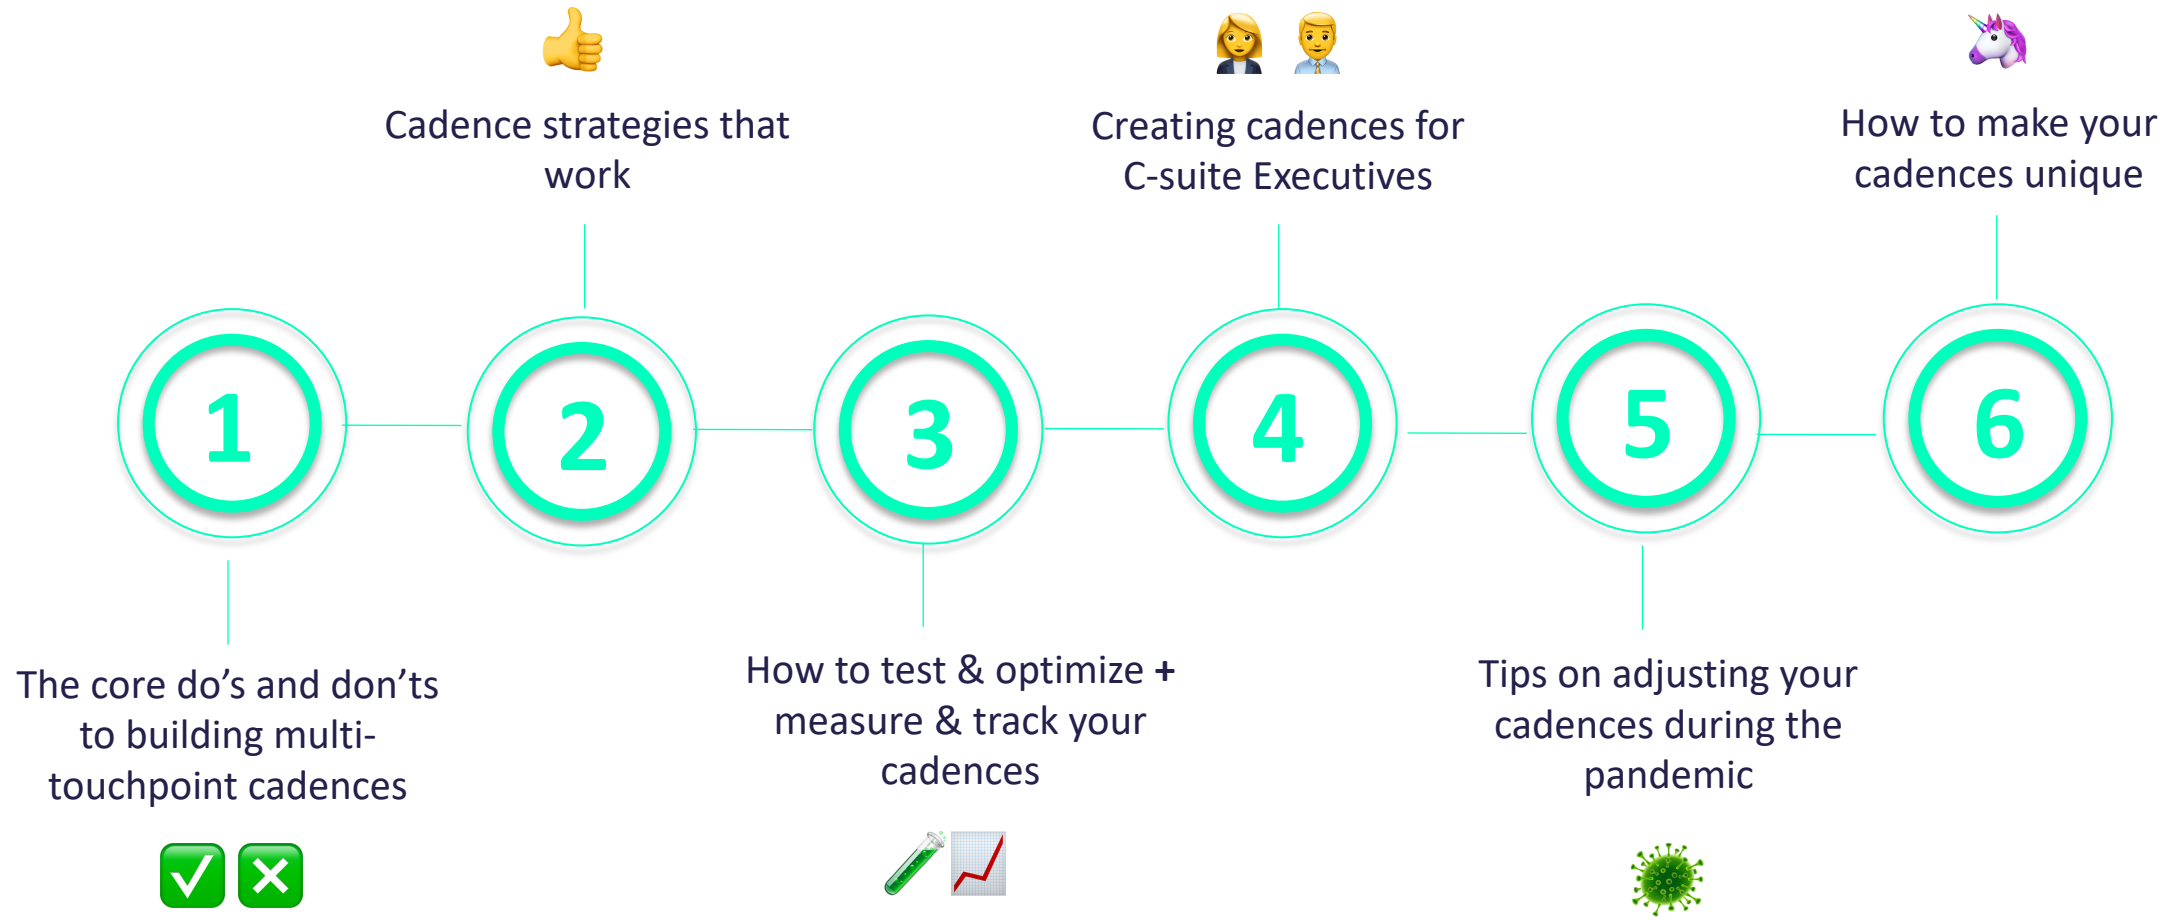 Cadence strategies that
work
Creating cadences for
C-suite Executives
How to make your
cadences unique
1
2
3
4
5
6
The core do’s and don’ts
to building multi-
touchpoint cadences
How to test & optimize +
measure & track your
cadences
Tips on adjusting your
cadences during the
pandemic